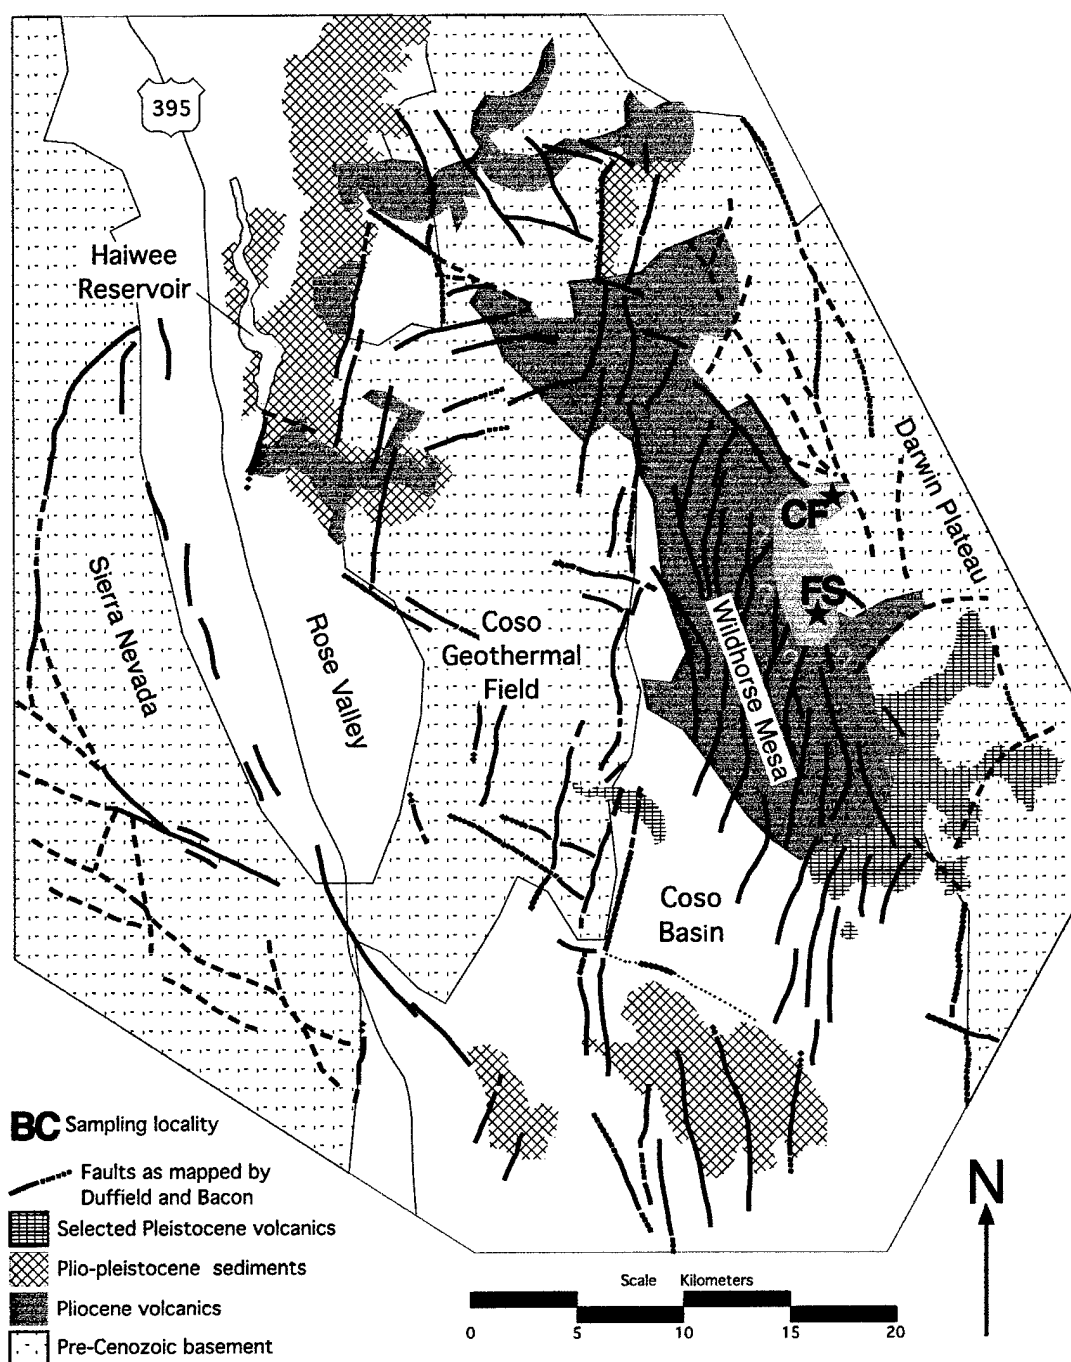 395
Haiwee
Reservoir
Darwin Plateau
CF
FS
Sierra Nevada
Rose Valley
Coso
Geothermal
Field
Wildhorse Mesa
Coso
Basin
BC Sampling locality
Faults as mapped by
Duffield and Bacon
Selected Pleistocene volcanics
Plio-pleistocene sediments
Pliocene volcanics
Pre-Cenozoic basement
Scale Kilometers
0 5 10 15 20
N